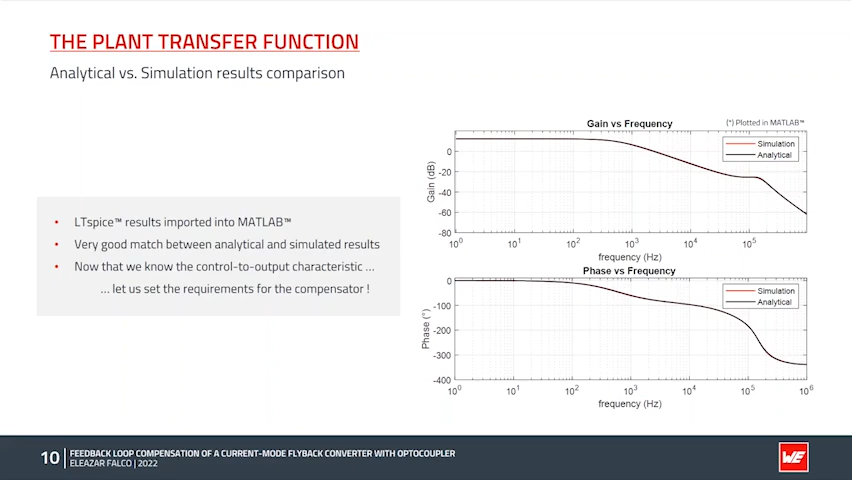 THE PLANT TRANSFER FUNCTION
Analytical vs. Simulation results comparison
• LTspice™ results imported into MATLAB™
• Very good match between analytical and simulated results
• Now that we know the control-to-output characteristic ...
... let us set the requirements for the compensator !
Gain vs Frequency
(*) Plotted in MATLAB™
Simulation
Analytical
Gain (dB)
0
-20
-40
-60
-80
10^0 10^1 10^2 10^3 10^4 10^5
frequency (Hz)
Phase vs Frequency
Simulation
Analytical
Phase (°)
0
-100
-200
-300
-400
10^0 10^1 10^2 10^3 10^4 10^5 10^6
frequency (Hz)
10
FEEDBACK LOOP COMPENSATION OF A CURRENT-MODE FLYBACK CONVERTER WITH OPTOCOUPLER
ELEAZAR FALCO | 2022
WE